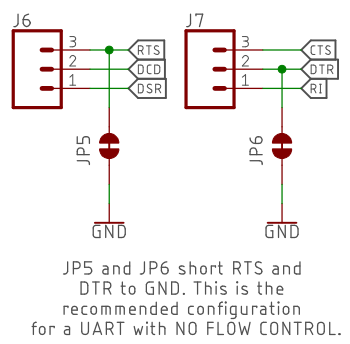 J6
3 RTS
2 DCD
1 DSR
JP5
GND
J7
3 CTS
2 DTR
1 RI
JP6
GND
JP5 and JP6 short RTS and
DTR to GND. This is the
recommended configuration
for a UART with NO FLOW CONTROL.